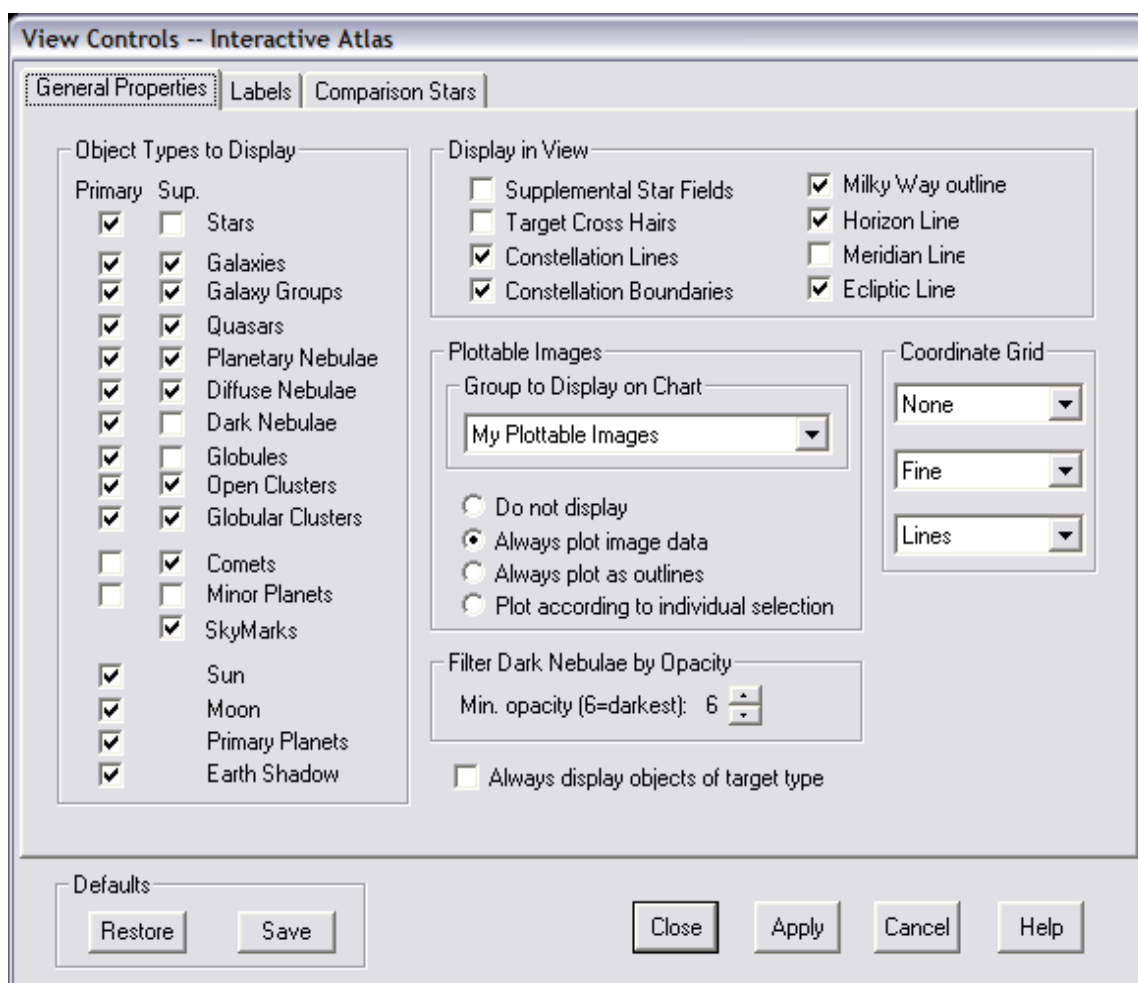 View Controls -- Interactive Atlas
General Properties
Labels
Comparison Stars
Object Types to Display
Primary Sup.
Stars
Galaxies
Galaxy Groups
Quasars
Planetary Nebulae
Diffuse Nebulae
Dark Nebulae
Globules
Open Clusters
Globular Clusters
Comets
Minor Planets
SkyMarks
Sun
Moon
Primary Planets
Earth Shadow
Display in View
Supplemental Star Fields
Target Cross Hairs
Constellation Lines
Constellation Boundaries
Milky Way outline
Horizon Line
Meridian Line
Ecliptic Line
Plottable Images
Group to Display on Chart
My Plottable Images
Do not display
Always plot image data
Always plot as outlines
Plot according to individual selection
Coordinate Grid
None
Fine
Lines
Filter Dark Nebulae by Opacity
Min. opacity (6=darkest): 6
Always display objects of target type
Defaults
Restore
Save
Close
Apply
Cancel
Help